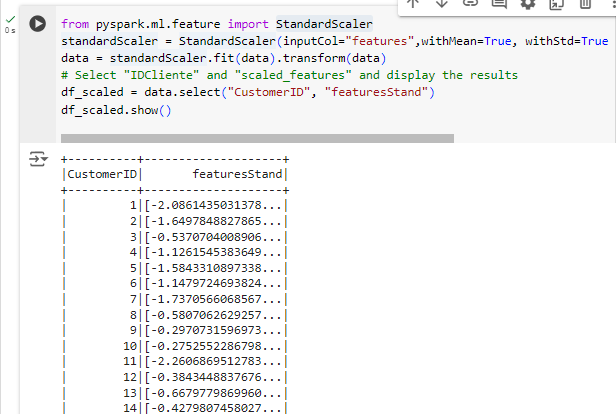 from pyspark.ml.feature import StandardScaler
0 s
standardScaler = StandardScaler(inputCol="features",withMean=True, withStd=True
data = standardScaler.fit(data).transform(data)
# Select "IDCliente" and "scaled_features" and display the results
df_scaled = data.select("CustomerID", "featuresStand")
df_scaled.show()
+----------+--------------------+
|CustomerID|       featuresStand|
+----------+--------------------+
|         1|[-2.0861435031378...|
|         2|[-1.6497848827865...|
|         3|[-0.5370704008906...|
|         4|[-1.1261545383649...|
|         5|[-1.5843310897338...|
|         6|[-1.1479724693824...|
|         7|[-1.7370566068567...|
|         8|[-0.5807062629257...|
|         9|[-0.2970731596973...|
|        10|[-0.2752552286798...|
|        11|[-2.2606869512783...|
|        12|[-0.3843448837676...|
|        13|[-0.6679779869960...|
|        14|[-0.4279807458027...|